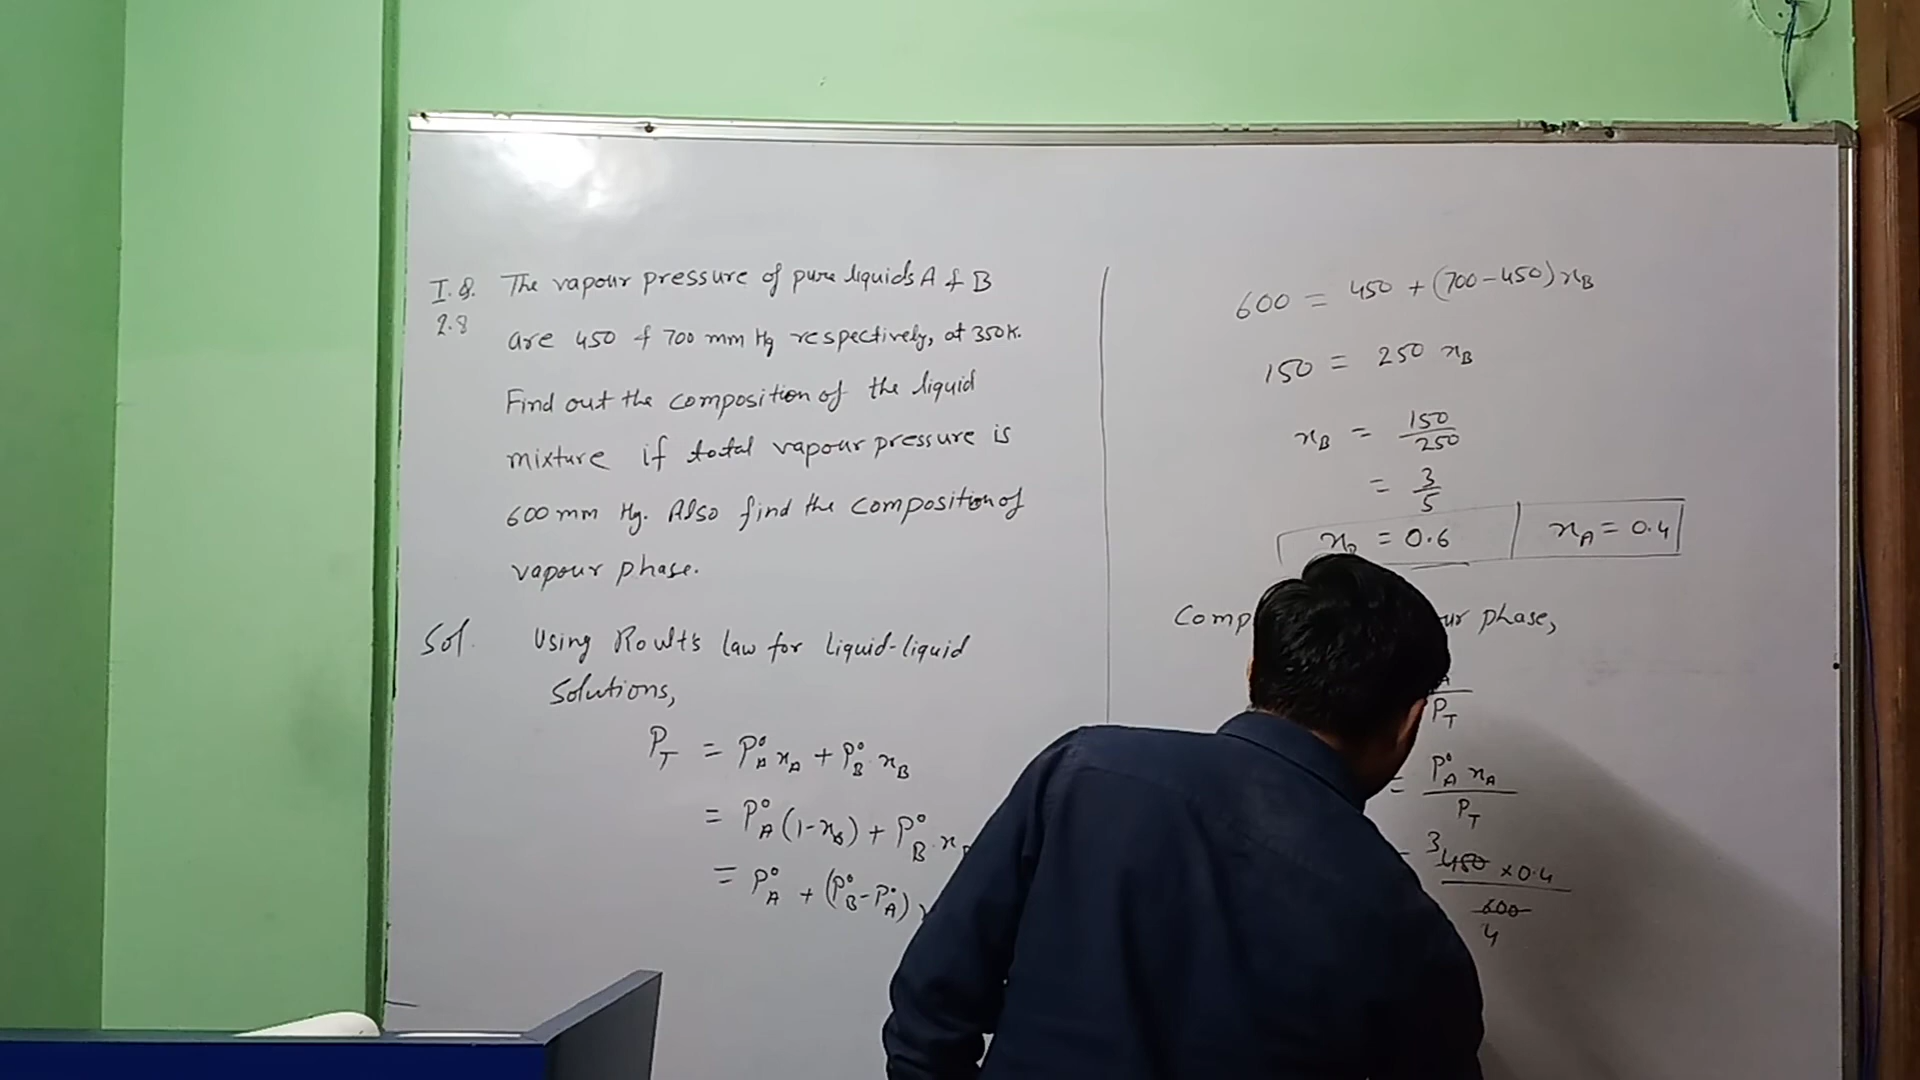 I.Q. The vapour pressure of pure liquids A & B
2.8
are 450 & 700 mm Hg respectively, at 350K.
Find out the composition of the liquid
mixture if total vapour pressure is
600 mm Hg. Also find the composition of
vapour phase.
Sol. Using Roult's law for liquid-liquid
Solutions,
P_T = P°_A x_A + P°_B . x_B
= P°_A (1-x_B) + P°_B . x
= P°_A + (P°_B - P°_A)
600 = 450 + (700-450) x_B
150 = 250 x_B
x_B = 150/250
= 3/5
x_B = 0.6 | x_A = 0.4
Comp ur phase,
P_T
= P°_A x_A / P_T
= 3 450 × 0.4 / 600 4